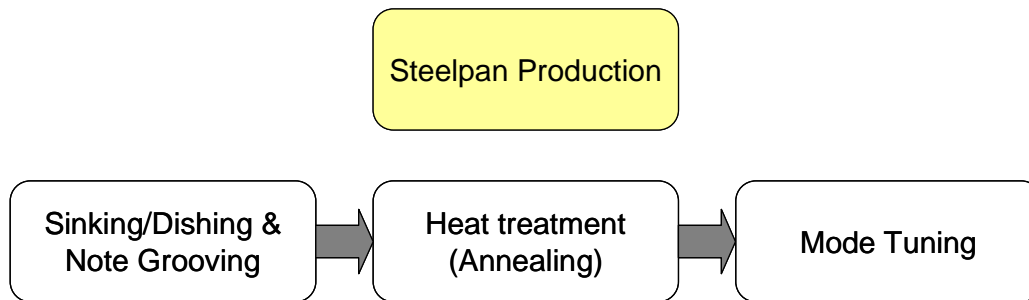 Steelpan Production
Sinking/Dishing &
Note Grooving
Heat treatment
(Annealing)
Mode Tuning